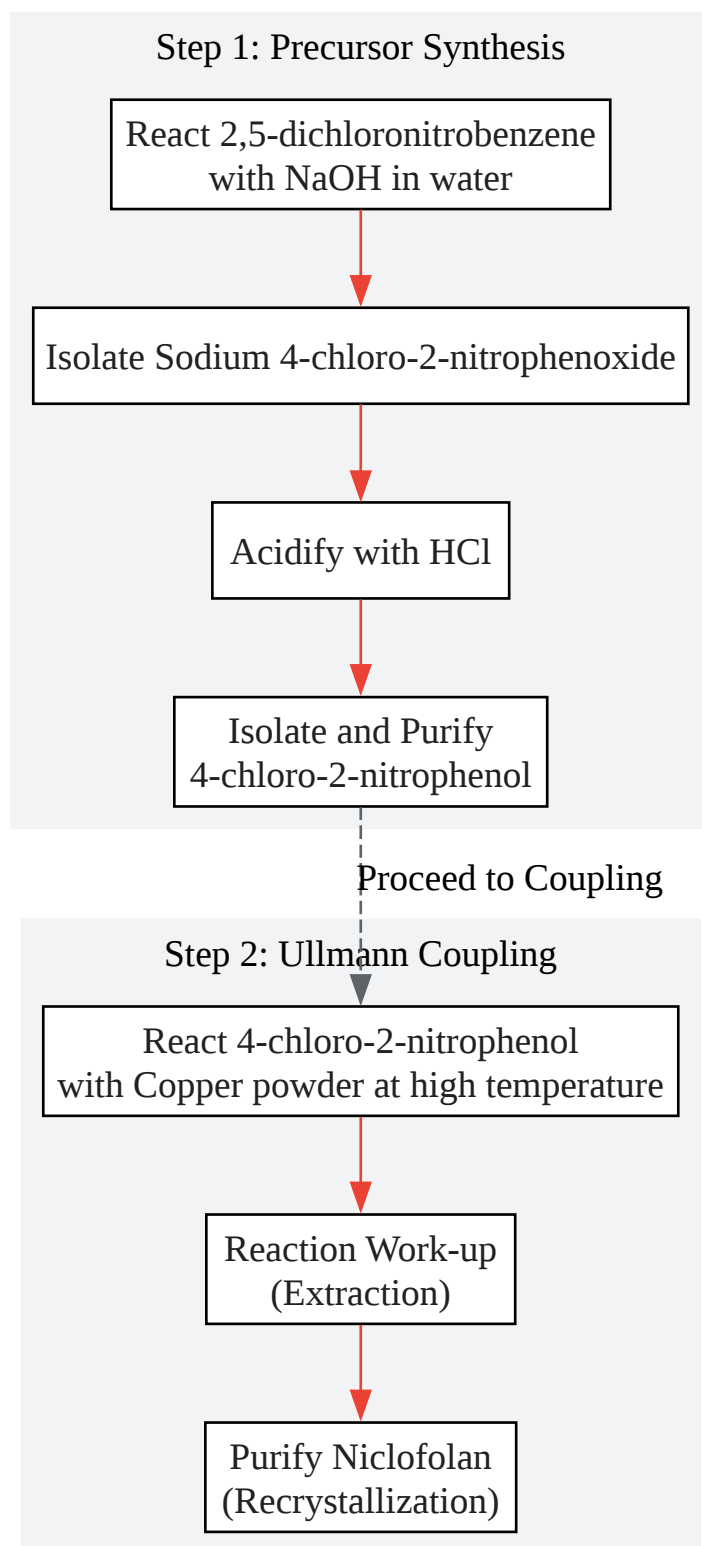 Step 1: Precursor Synthesis
React 2,5-dichloronitrobenzene
with NaOH in water
Isolate Sodium 4-chloro-2-nitrophenoxide
Acidify with HCl
Isolate and Purify
4-chloro-2-nitrophenol
Proceed to Coupling
Step 2: Ullmann Coupling
React 4-chloro-2-nitrophenol
with Copper powder at high temperature
Reaction Work-up
(Extraction)
Purify Niclofolan
(Recrystallization)